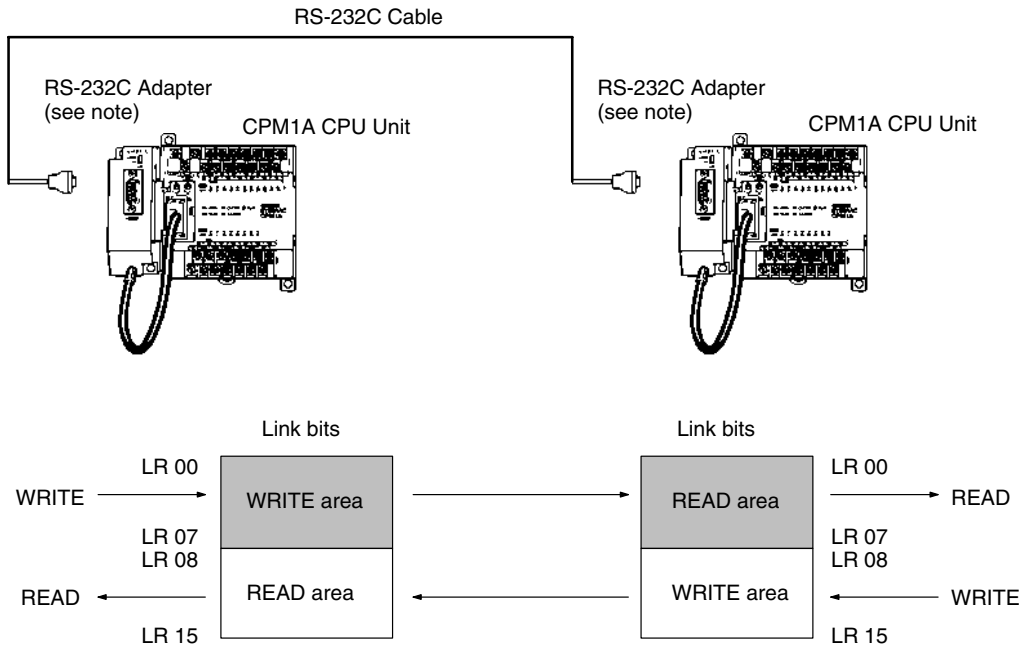 RS-232C Cable
RS-232C Adapter
(see note)
CPM1A CPU Unit
RS-232C Adapter
(see note)
CPM1A CPU Unit
Link bits
Link bits
LR 00
LR 00
WRITE
WRITE area
READ area
READ
LR 07
LR 07
LR 08
LR 08
READ
READ area
WRITE area
WRITE
LR 15
LR 15